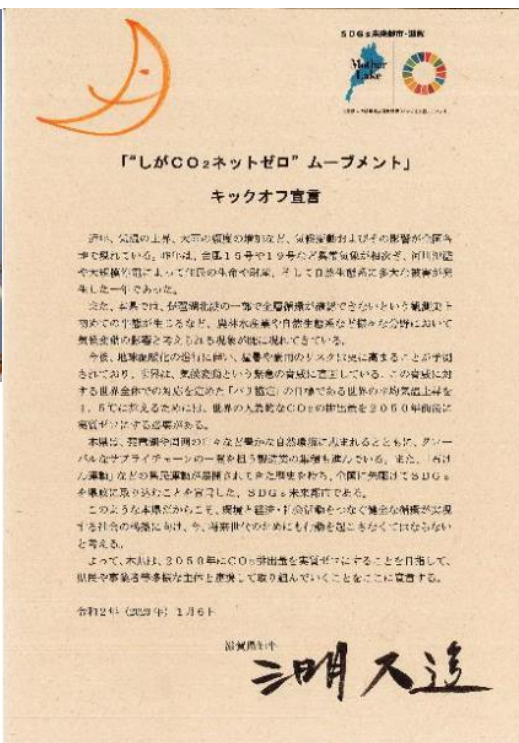 SDGs未来都市・滋賀
Mother
Lake
「“しがCO₂ネットゼロ” ムーブメント」
キックオフ宣言
近年、気温の上昇、大雨の頻度の増加など、気候変動およびその影響が全国各
地で現れている。昨年は、台風15号や19号など異常気象が相次ぎ、河川
や大規模停電によって住民の生命や財産、そして自然生態系に多大な被害が発
生した一年であった。
また、本県では、琵琶湖北湖の一部で全層循環が確認できないという観測史上
初めての事態が生じるなど、農林水産業や自然生態系など様々な分野において
気候変動の影響と考えられる現象が既に現れてきている。
今後、地球温暖化の進行に伴い、猛暑や豪雨のリスクは更に高まることが予測
されており、世界は、気候変動という緊急の脅威に直面している。この脅威に対
する世界全体での対応を定めた「パリ協定」の目標である世界の平均気温上昇を
1.5℃に抑えるためには、世界の人為的なCO₂の排出量を2050年前後に
実質ゼロにする必要がある。
本県は、琵琶湖や周囲の山々など豊かな自然環境に恵まれるとともに、グロー
バルなサプライチェーンの一翼を担う製造業の集積も進んでいる。また、「石け
ん運動」などの県民運動が展開されてきた歴史を持ち、全国に先駆けてSDGs
を県政に取り込むことを宣言した、SDGs未来都市である。
このような本県だからこそ、環境と経済・社会活動をつなぐ健全な循環が実現
する社会の構築に向け、今、将来世代のためにも行動を起こさなくてはならない
と考える。
よって、本県は、2050年にCO₂排出量を実質ゼロにすることを目指して、
県民や事業者等多様な主体と連携して取り組んでいくことをここに宣言する。
令和2年（2020年）1月6日
滋賀県知事
三日月 大造